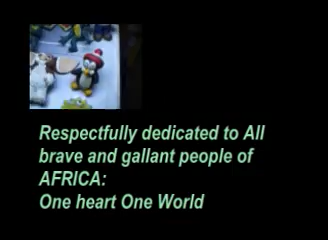 Respectfully dedicated to All
brave and gallant people of
AFRICA:
One heart One World